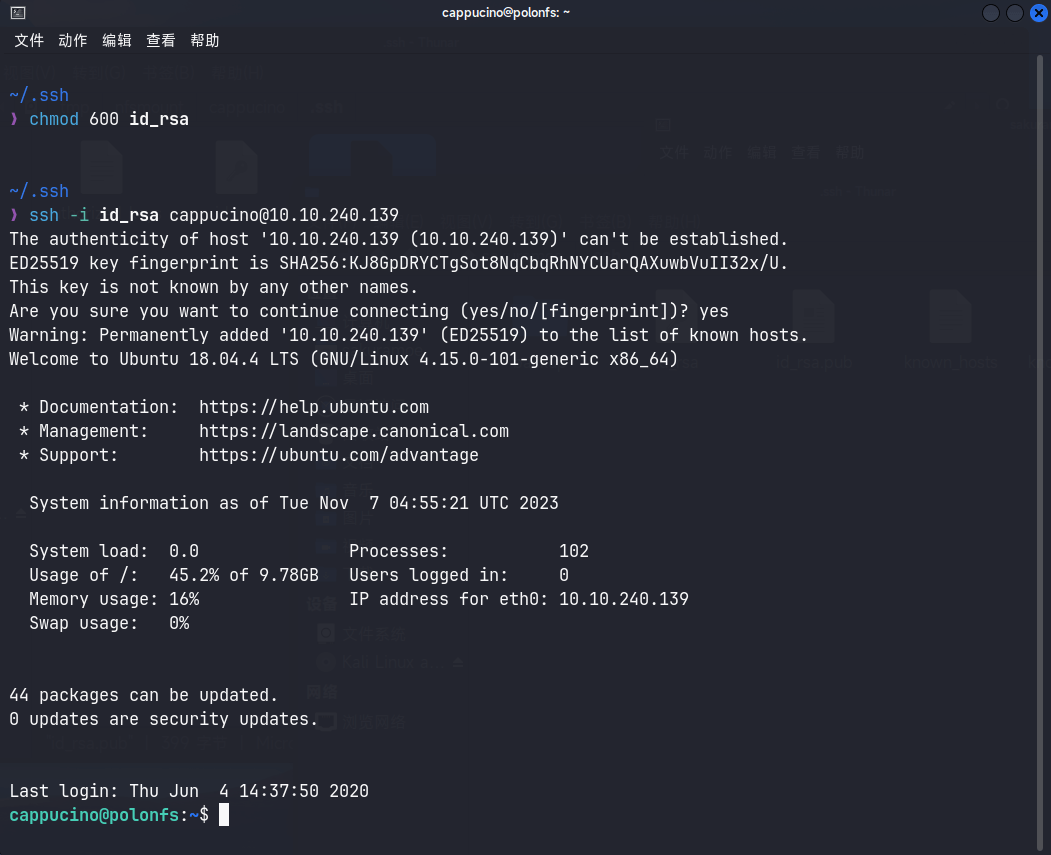 cappucino@polonfs: ~
文件 动作 编辑 查看 帮助
~/.ssh
❯ chmod 600 id_rsa
~/.ssh
❯ ssh -i id_rsa cappucino@10.10.240.139
The authenticity of host '10.10.240.139 (10.10.240.139)' can't be established.
ED25519 key fingerprint is SHA256:KJ8GpDRYCTgSot8NqCbqRhNYCUarQAXuwbVuII32x/U.
This key is not known by any other names.
Are you sure you want to continue connecting (yes/no/[fingerprint])? yes
Warning: Permanently added '10.10.240.139' (ED25519) to the list of known hosts.
Welcome to Ubuntu 18.04.4 LTS (GNU/Linux 4.15.0-101-generic x86_64)
* Documentation:  https://help.ubuntu.com
* Management:     https://landscape.canonical.com
* Support:        https://ubuntu.com/advantage
System information as of Tue Nov  7 04:55:21 UTC 2023
System load:  0.0               Processes:           102
Usage of /:   45.2% of 9.78GB   Users logged in:     0
Memory usage: 16%               IP address for eth0: 10.10.240.139
Swap usage:   0%
44 packages can be updated.
0 updates are security updates.
Last login: Thu Jun  4 14:37:50 2020
cappucino@polonfs:~$